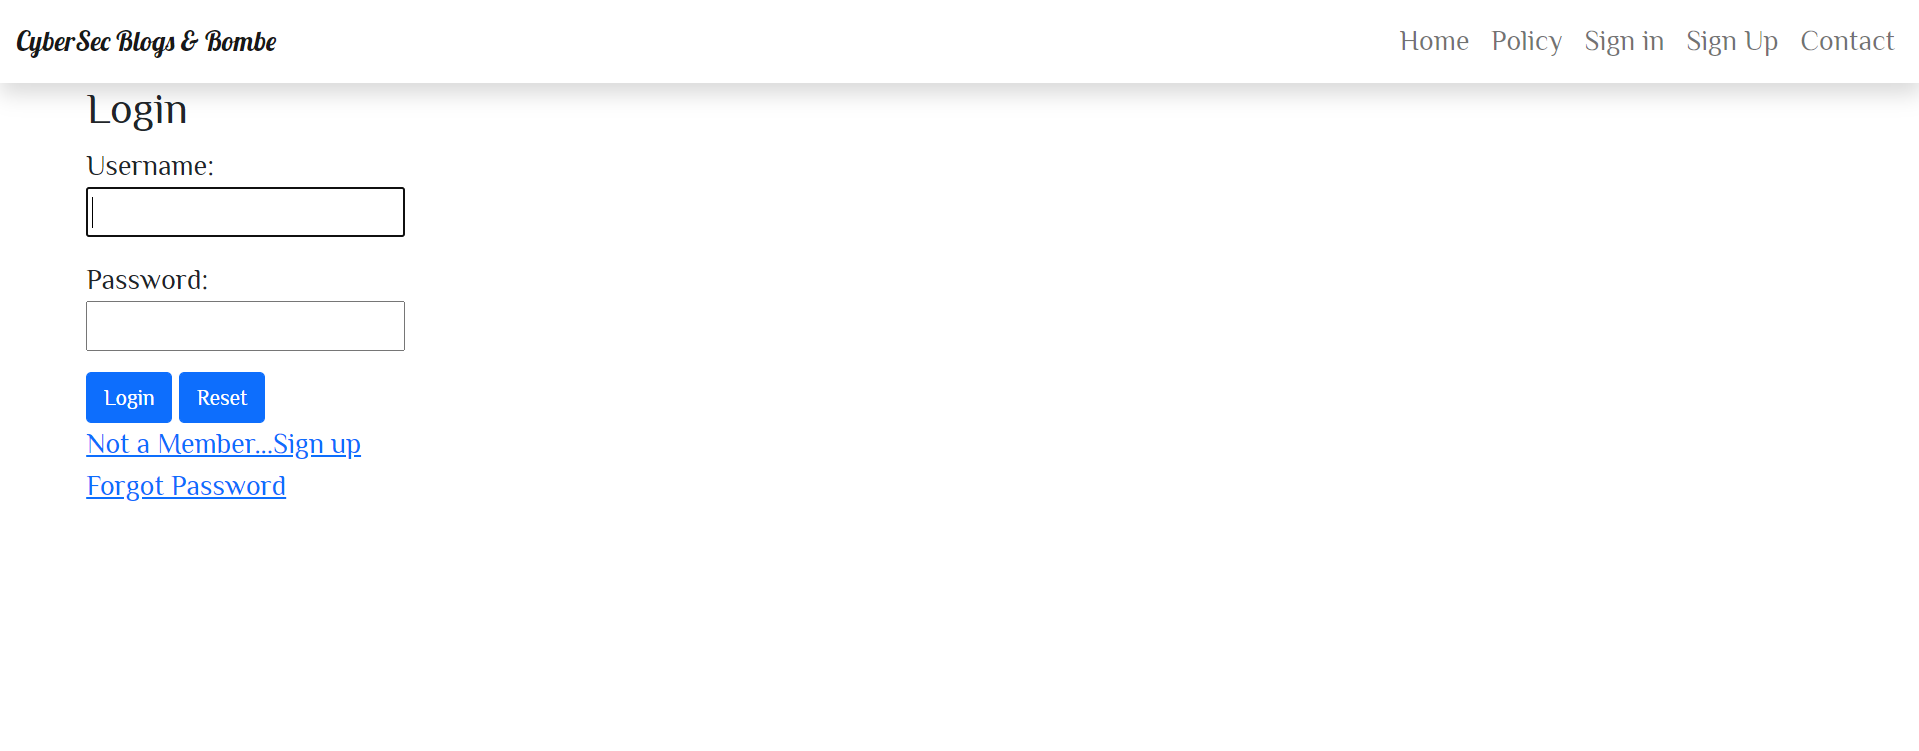 CyberSec Blogs & Bombe
Home Policy Sign in Sign Up Contact
Login
Username:
Password:
Login Reset
Not a Member...Sign up
Forgot Password